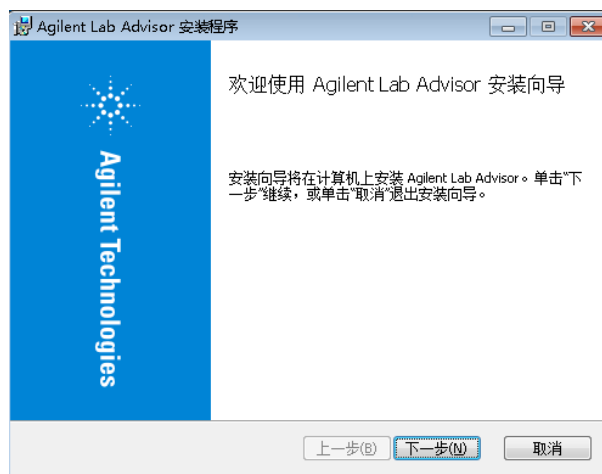 Agilent Lab Advisor 安装程序
欢迎使用 Agilent Lab Advisor 安装向导
Agilent Technologies
安装向导将在计算机上安装 Agilent Lab Advisor。单击“下
一步”继续，或单击“取消”退出安装向导。
上一步(B)
下一步(N)
取消